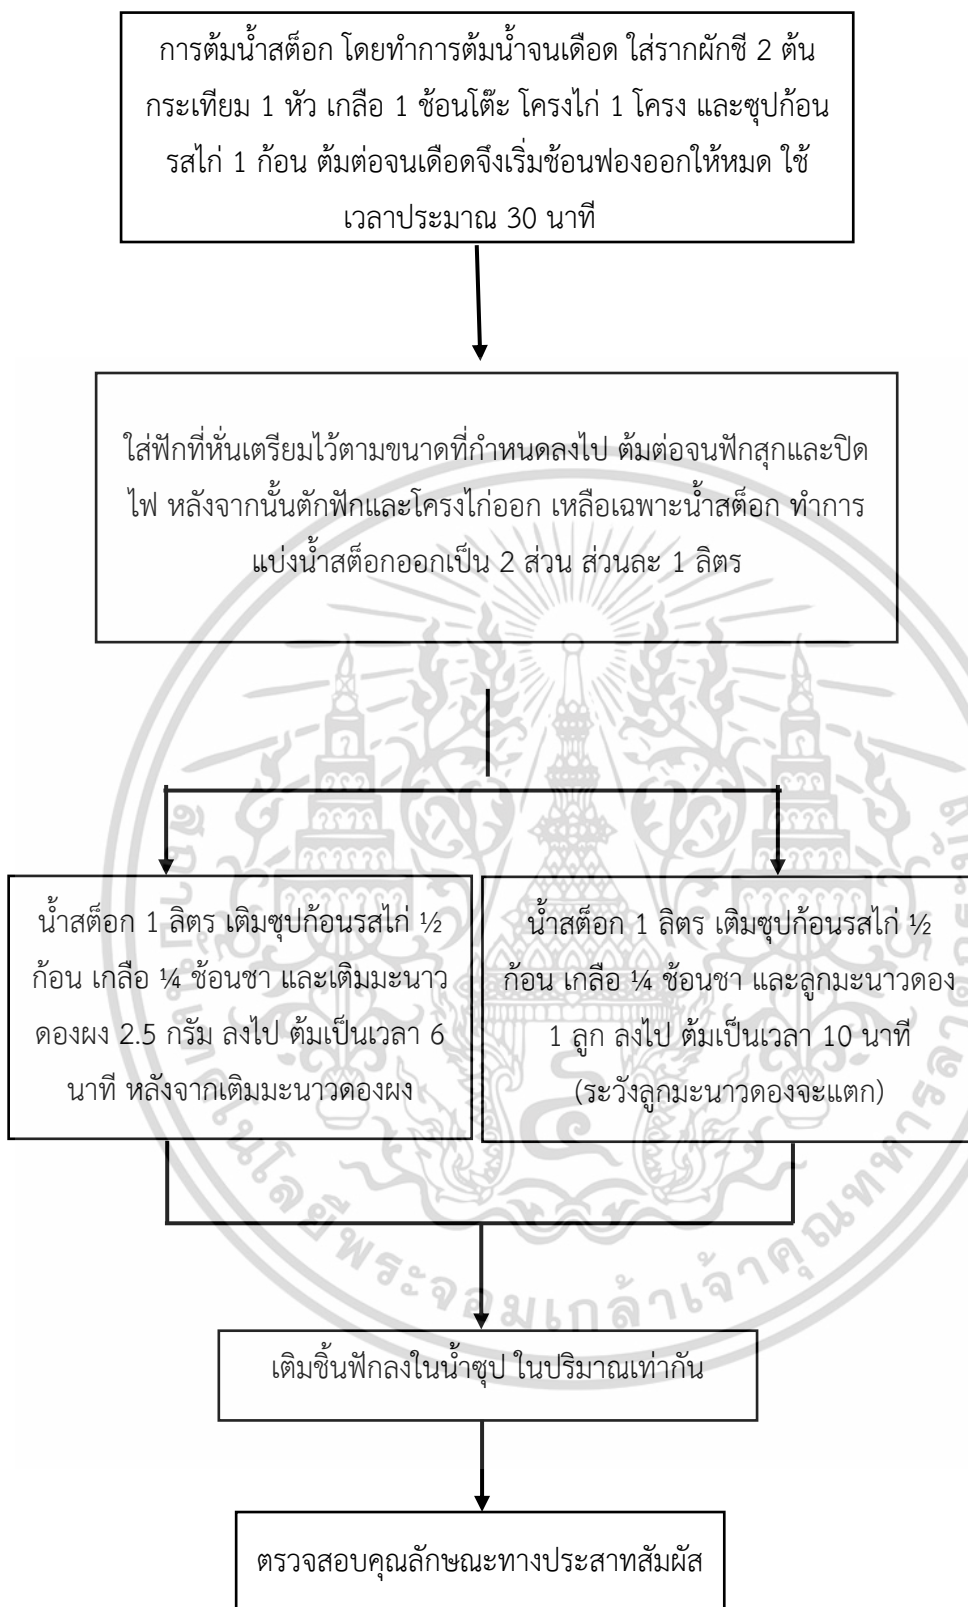 การต้มน้ำสต็อก โดยทำการต้มน้ำจนเดือด ใส่รากผักชี 2 ต้น
กระเทียม 1 หัว เกลือ 1 ช้อนโต๊ะ โครงไก่ 1 โครง และซุปก้อน
รสไก่ 1 ก้อน ต้มต่อจนเดือดจึงเริ่มช้อนฟองออกให้หมด ใช้
เวลาประมาณ 30 นาที
ใส่ฟักที่หั่นเตรียมไว้ตามขนาดที่กำหนดลงไป ต้มต่อจนฟักสุกและปิด
ไฟ หลังจากนั้นตักฟักและโครงไก่ออก เหลือเฉพาะน้ำสต็อก ทำการ
แบ่งน้ำสต็อกออกเป็น 2 ส่วน ส่วนละ 1 ลิตร
น้ำสต็อก 1 ลิตร เติมซุปก้อนรสไก่ ½
ก้อน เกลือ ¼ ช้อนชา และเติมมะนาว
ดองผง 2.5 กรัม ลงไป ต้มเป็นเวลา 6
นาที หลังจากเติมมะนาวดองผง
น้ำสต็อก 1 ลิตร เติมซุปก้อนรสไก่ ½
ก้อน เกลือ ¼ ช้อนชา และลูกมะนาวดอง
1 ลูก ลงไป ต้มเป็นเวลา 10 นาที
(ระวังลูกมะนาวดองจะแตก)
เติมชิ้นฟักลงในน้ำซุป ในปริมาณเท่ากัน
ตรวจสอบคุณลักษณะทางประสาทสัมผัส